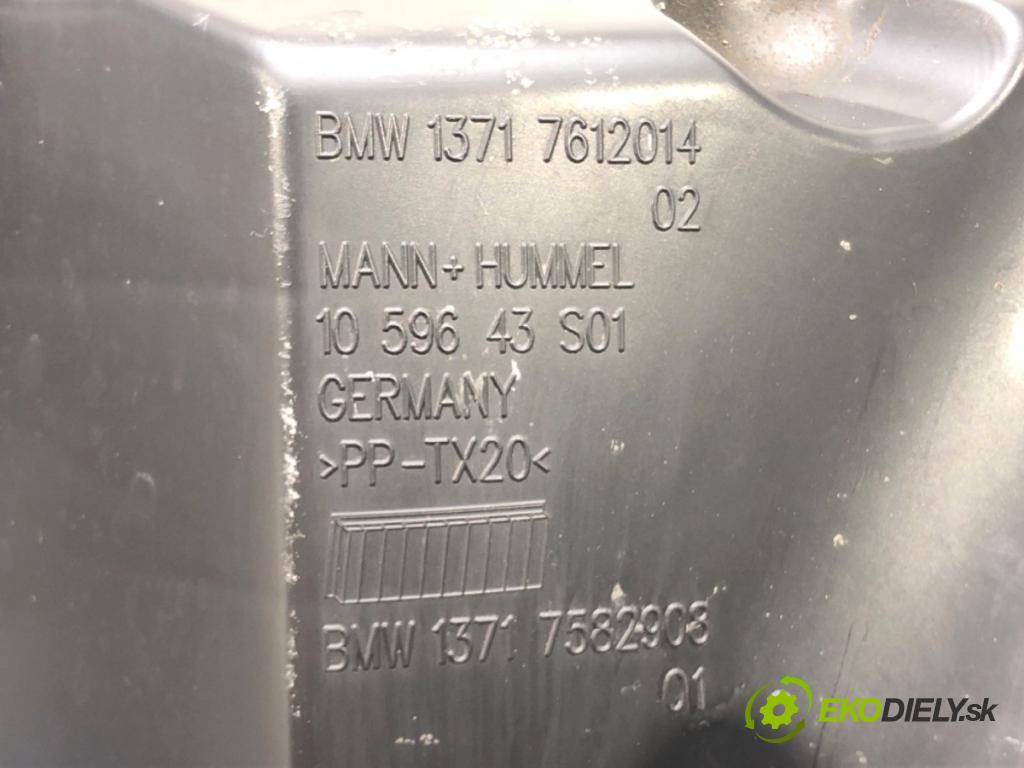 BMW 1371 7612014
02
MANN+HUMMEL
10 596 43 S01
GERMANY
>PP-TX20<
BMW 1371 7582908
01
EKODIELY.sk